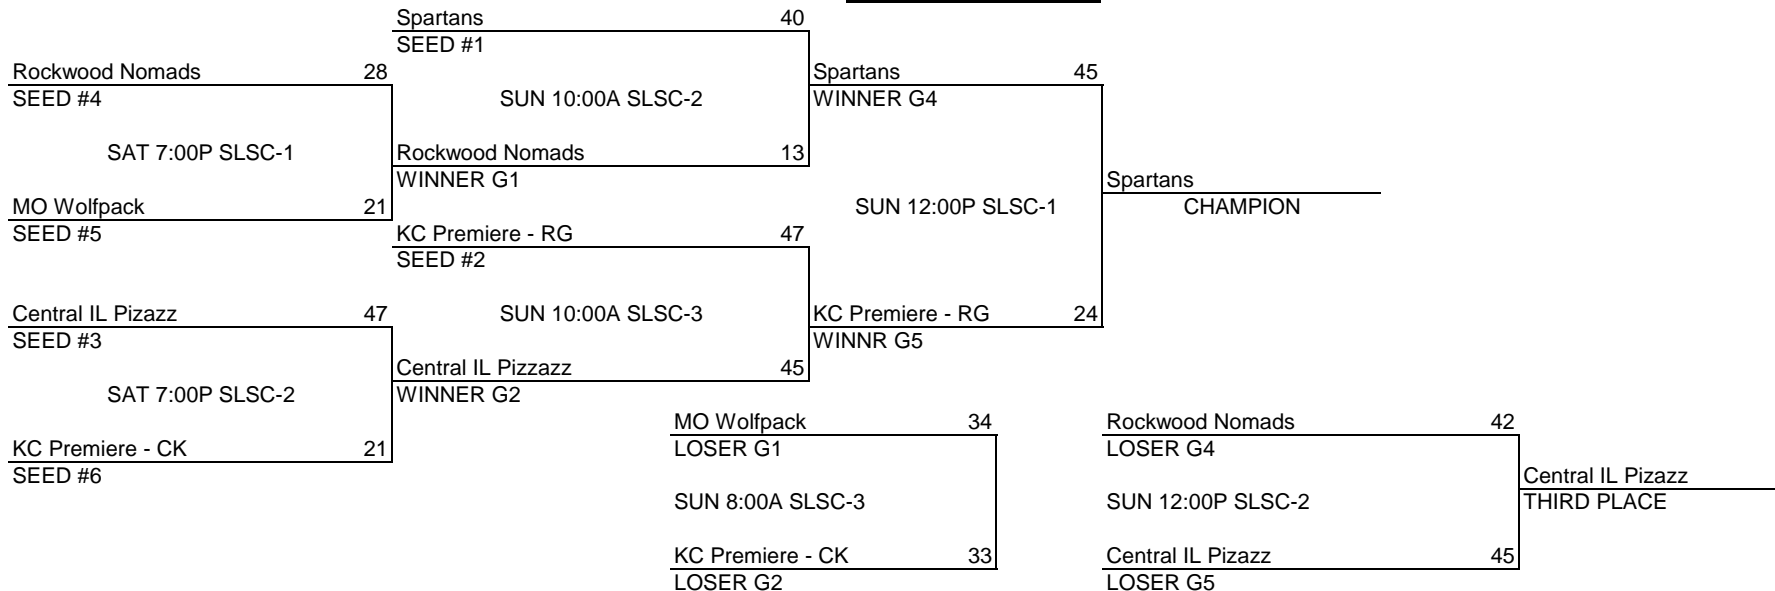 Spartans 40
SEED #1
Rockwood Nomads 28
Spartans 45
SEED #4
SUN 10:00A SLSC-2
WINNER G4
SAT 7:00P SLSC-1
Rockwood Nomads 13
WINNER G1
Spartans
MO Wolfpack 21
SUN 12:00P SLSC-1
CHAMPION
SEED #5
KC Premiere - RG 47
SEED #2
Central IL Pizazz 47
SUN 10:00A SLSC-3
KC Premiere - RG 24
SEED #3
WINNR G5
Central IL Pizzazz 45
SAT 7:00P SLSC-2
WINNER G2
MO Wolfpack 34
Rockwood Nomads 42
KC Premiere - CK 21
LOSER G1
LOSER G4
SEED #6
Central IL Pizazz
SUN 8:00A SLSC-3
SUN 12:00P SLSC-2
THIRD PLACE
KC Premiere - CK 33
Central IL Pizazz 45
LOSER G2
LOSER G5